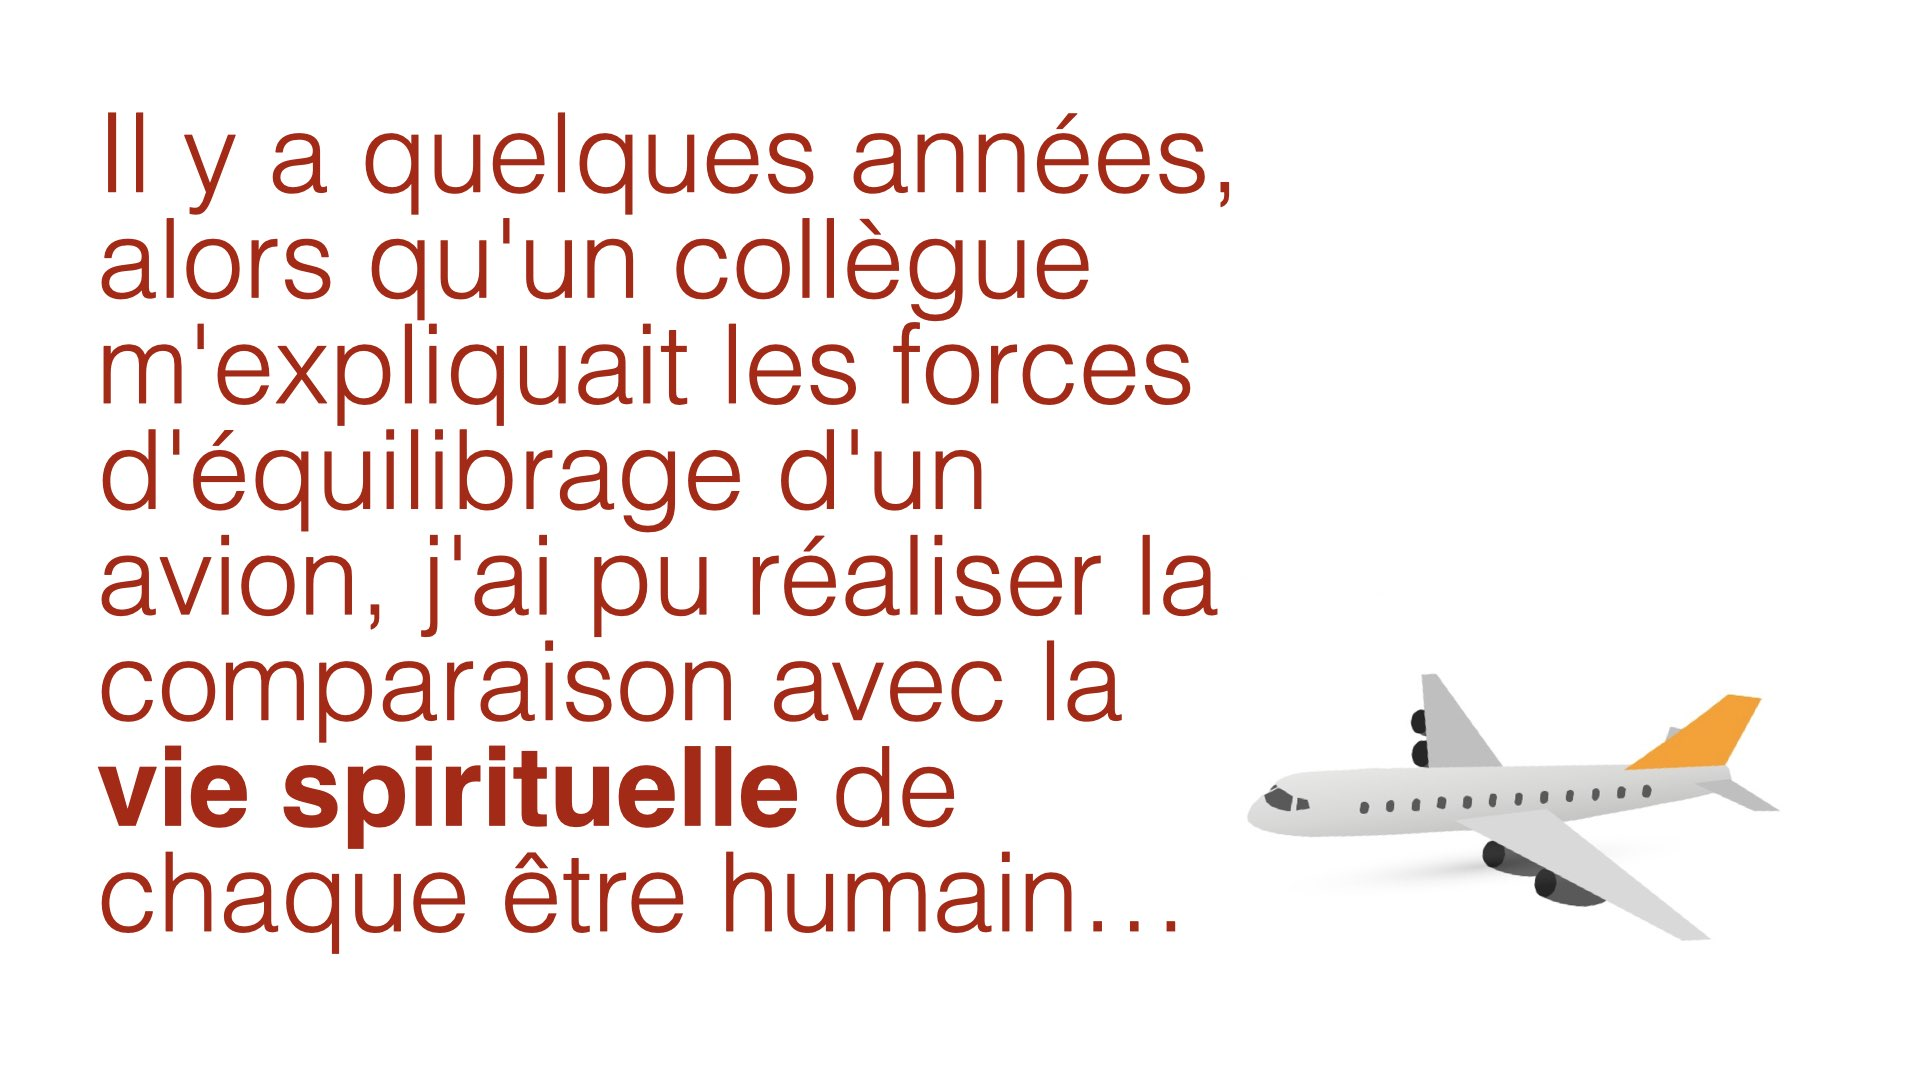 Il y a quelques années,
alors qu'un collègue
m'expliquait les forces
d'équilibrage d'un
avion, j'ai pu réaliser la
comparaison avec la
vie spirituelle de
chaque être humain…